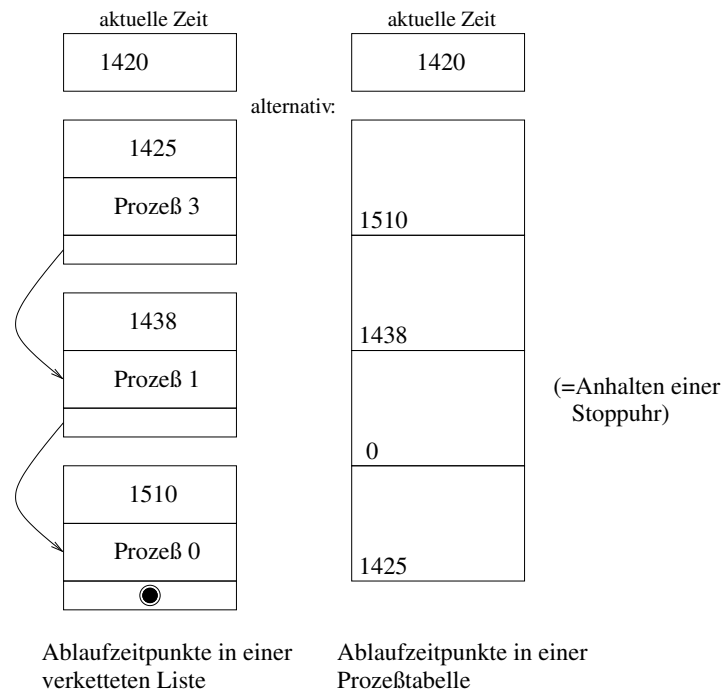 aktuelle Zeit
1420
aktuelle Zeit
1420
alternativ:
1425
Prozeß 3
1438
Prozeß 1
1510
Prozeß 0
1510
1438
0
1425
(=Anhalten einer
Stoppuhr)
Ablaufzeitpunkte in einer
verketteten Liste
Ablaufzeitpunkte in einer
Prozeßtabelle